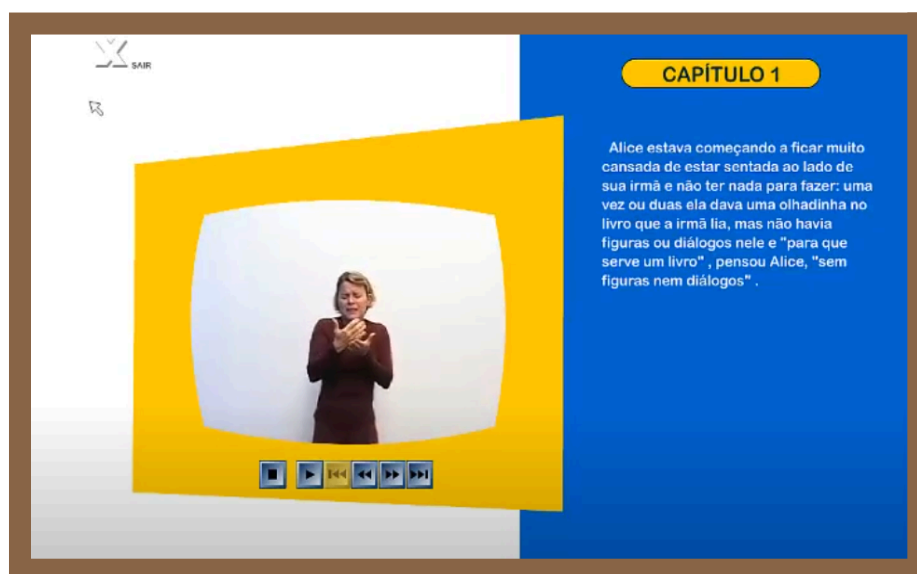 SAIR
CAPÍTULO 1
Alice estava começando a ficar muito
cansada de estar sentada ao lado de
sua irmã e não ter nada para fazer: uma
vez ou duas ela dava uma olhadinha no
livro que a irmã lia, mas não havia
figuras ou diálogos nele e "para que
serve um livro" , pensou Alice, "sem
figuras nem diálogos" .